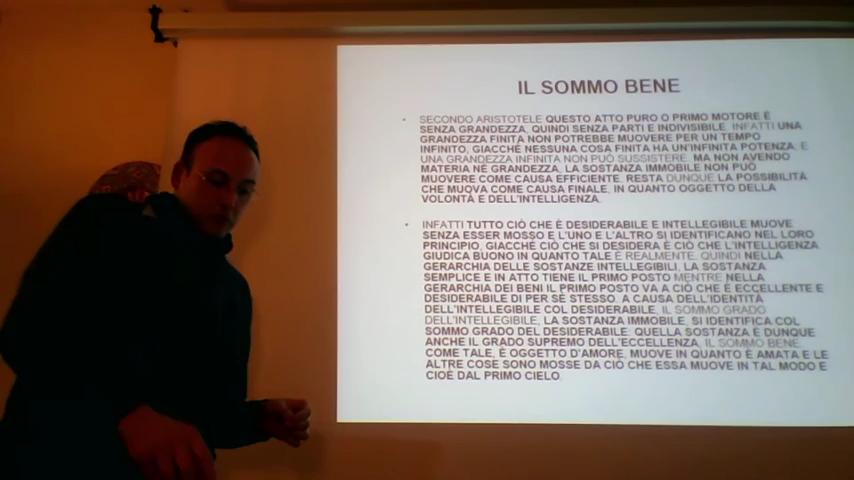 IL SOMMO BENE
SECONDO ARISTOTELE QUESTO ATTO PURO O PRIMO MOTORE È
SENZA GRANDEZZA, QUINDI SENZA PARTI E INDIVISIBILE. INFATTI UNA
GRANDEZZA FINITA NON POTREBBE MUOVERE PER UN TEMPO
INFINITO, GIACCHÉ NESSUNA COSA FINITA HA UN'INFINITA POTENZA, E
UNA GRANDEZZA INFINITA NON PUÒ SUSSISTERE. MA NON AVENDO
MATERIA NÉ GRANDEZZA, LA SOSTANZA IMMOBILE NON PUÒ
MUOVERE COME CAUSA EFFICIENTE. RESTA DUNQUE LA POSSIBILITÀ
CHE MUOVA COME CAUSA FINALE, IN QUANTO OGGETTO DELLA
VOLONTÀ E DELL'INTELLIGENZA.
INFATTI TUTTO CIÒ CHE È DESIDERABILE E INTELLEGIBILE MUOVE
SENZA ESSER MOSSO E L'UNO E L'ALTRO SI IDENTIFICANO NEL LORO
PRINCIPIO, GIACCHÉ CIÒ CHE SI DESIDERA È CIÒ CHE L'INTELLIGENZA
GIUDICA BUONO IN QUANTO TALE È REALMENTE. QUINDI NELLA
GERARCHIA DELLE SOSTANZE INTELLEGIBILI, LA SOSTANZA
SEMPLICE E IN ATTO TIENE IL PRIMO POSTO MENTRE NELLA
GERARCHIA DEI BENI IL PRIMO POSTO VA A CIÒ CHE È ECCELLENTE E
DESIDERABILE DI PER SÉ STESSO. A CAUSA DELL'IDENTITÀ
DELL'INTELLEGIBILE COL DESIDERABILE, IL SOMMO GRADO
DELL'INTELLEGIBILE, LA SOSTANZA IMMOBILE, SI IDENTIFICA COL
SOMMO GRADO DEL DESIDERABILE. QUELLA SOSTANZA È DUNQUE
ANCHE IL GRADO SUPREMO DELL'ECCELLENZA, IL SOMMO BENE.
COME TALE, È OGGETTO D'AMORE, MUOVE IN QUANTO È AMATA E LE
ALTRE COSE SONO MOSSE DA CIÒ CHE ESSA MUOVE IN TAL MODO E
CIOÈ DAL PRIMO CIELO.